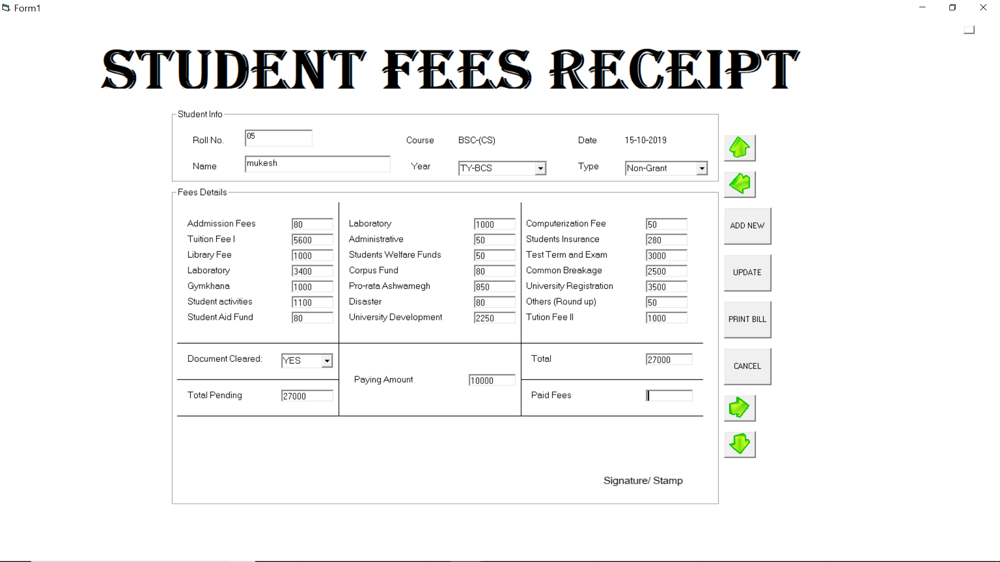 Form1
STUDENT FEES RECEIPT
Student Info
Roll No. 05 Course BSC-(CS) Date 15-10-2019
Name mukesh Year TY-BCS Type Non-Grant
Fees Details
Addmission Fees 80 Laboratory 1000 Computerization Fee 50
Tuition Fee I 5600 Administrative 50 Students Insurance 280
Library Fee 1000 Students Welfare Funds 50 Test Term and Exam 3000
Laboratory 3400 Corpus Fund 80 Common Breakage 2500
Gymkhana 1000 Pro-rata Ashwamegh 850 University Registration 3500
Student activities 1100 Disaster 80 Others (Round up) 50
Student Aid Fund 80 University Development 2250 Tution Fee II 1000
Document Cleared: YES Total 27000
Paying Amount 10000
Total Pending 27000 Paid Fees
Signature/ Stamp
ADD NEW
UPDATE
PRINT BILL
CANCEL